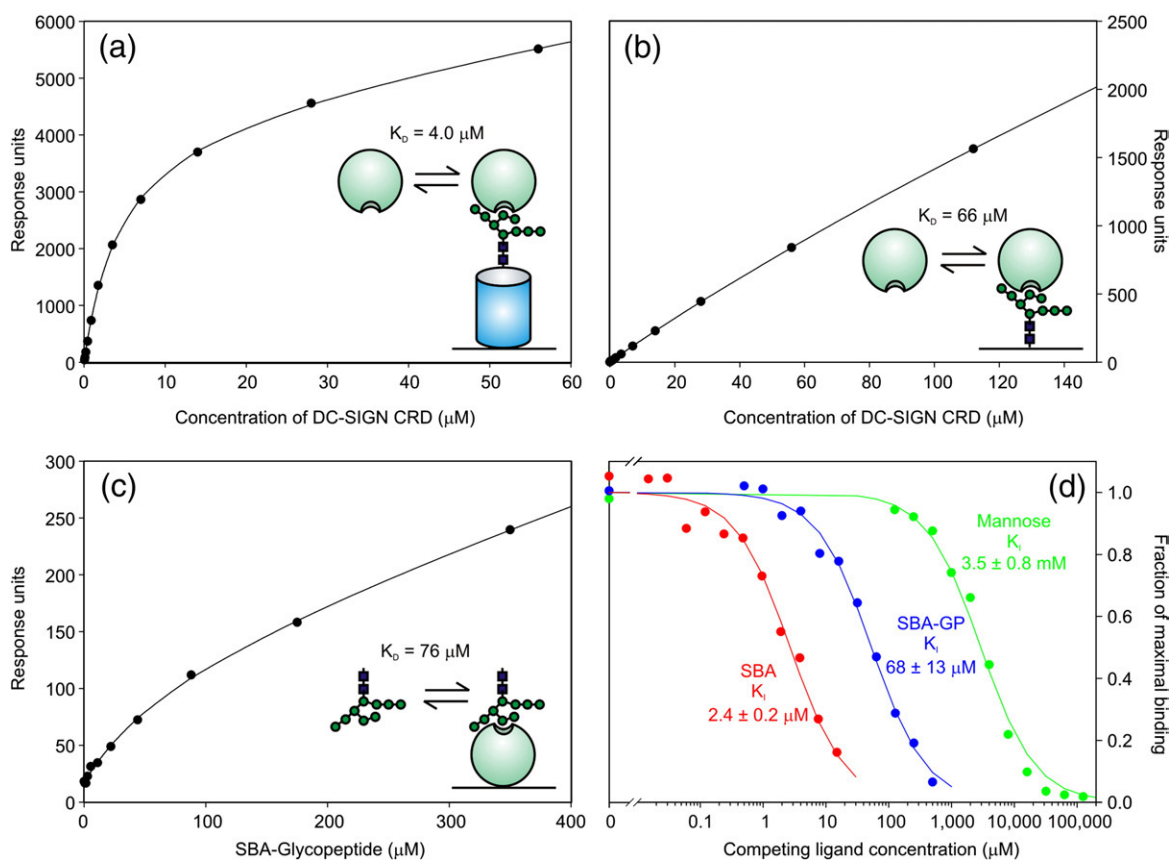 (a)
6000
5000
4000
3000
2000
1000
0
Response units
K_D = 4.0 μM
0 10 20 30 40 50 60
Concentration of DC-SIGN CRD (μM)
(b)
2500
2000
1500
1000
500
0
Response units
K_D = 66 μM
0 20 40 60 80 100 120 140
Concentration of DC-SIGN CRD (μM)
(c)
300
250
200
150
100
50
0
Response units
K_D = 76 μM
0 100 200 300 400
SBA-Glycopeptide (μM)
(d)
1.0
0.8
0.6
0.4
0.2
0.0
Fraction of maximal binding
Mannose
K_I
3.5 ± 0.8 mM
SBA-GP
K_I
68 ± 13 μM
SBA
K_I
2.4 ± 0.2 μM
0 0.1 1 10 100 1,000 10,000 100,000
Competing ligand concentration (μM)